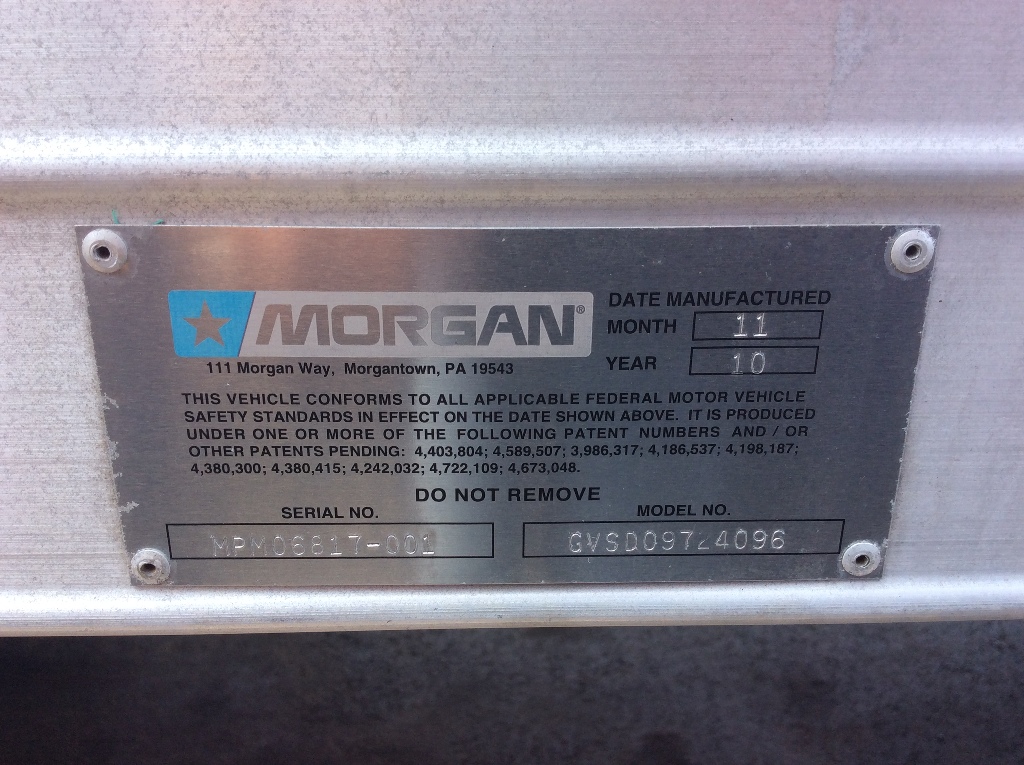 MORGAN®
111 Morgan Way, Morgantown, PA 19543
DATE MANUFACTURED
MONTH 11
YEAR 10
THIS VEHICLE CONFORMS TO ALL APPLICABLE FEDERAL MOTOR VEHICLE
SAFETY STANDARDS IN EFFECT ON THE DATE SHOWN ABOVE. IT IS PRODUCED
UNDER ONE OR MORE OF THE FOLLOWING PATENT NUMBERS AND / OR
OTHER PATENTS PENDING: 4,403,804; 4,589,507; 3,986,317; 4,186,537; 4,198,187;
4,380,300; 4,380,415; 4,242,032; 4,722,109; 4,673,048.
DO NOT REMOVE
SERIAL NO.
MPM06817-001
MODEL NO.
GVSD09724096